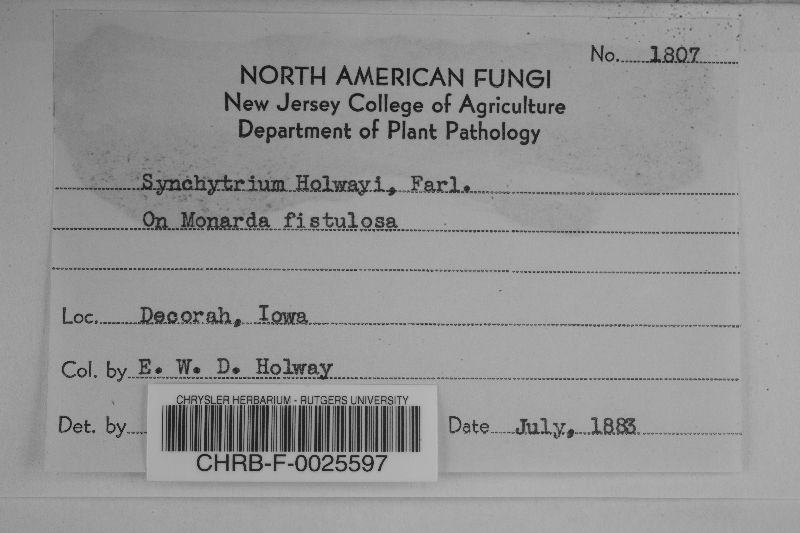 No. 1807
NORTH AMERICAN FUNGI
New Jersey College of Agriculture
Department of Plant Pathology
Synchytrium Holwayi, Farl.
On Monarda fistulosa
Loc. Decorah, Iowa
Col. by E. W. D. Holway
Det. by
Date July, 1883
CHRYSLER HERBARIUM - RUTGERS UNIVERSITY
CHRB-F-0025597